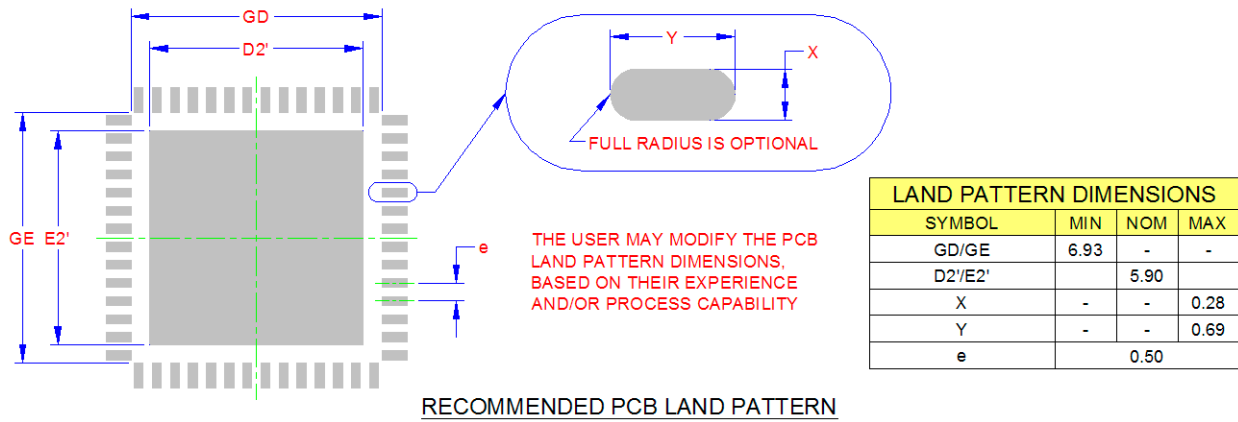 GD
D2'
Y
X
FULL RADIUS IS OPTIONAL
GE E2'
e
THE USER MAY MODIFY THE PCB
LAND PATTERN DIMENSIONS,
BASED ON THEIR EXPERIENCE
AND/OR PROCESS CAPABILITY
LAND PATTERN DIMENSIONS
SYMBOL MIN NOM MAX
GD/GE 6.93 - -
D2'/E2' 5.90
X - - 0.28
Y - - 0.69
e 0.50
RECOMMENDED PCB LAND PATTERN